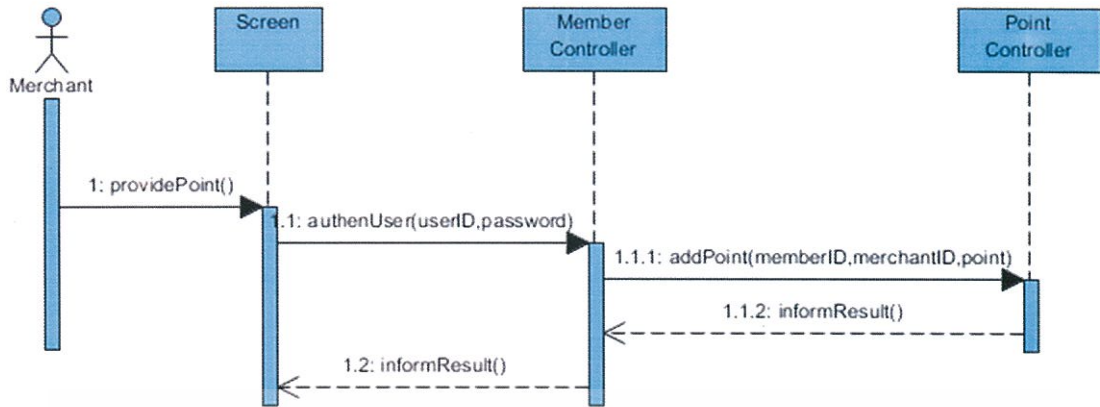 Screen
Member
Controller
Point
Controller
Merchant
1: providePoint()
1.1: authenUser(userID,password)
1.1.1: addPoint(memberID,merchantID,point)
1.1.2: informResult()
1.2: informResult()